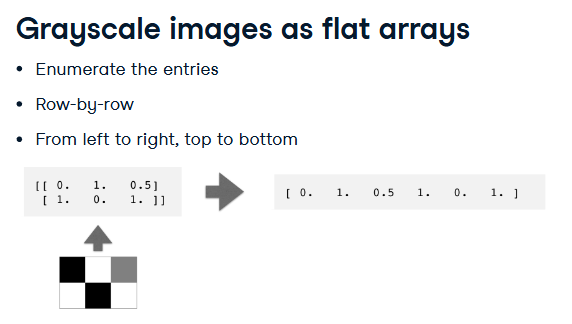 Grayscale images as flat arrays
• Enumerate the entries
• Row-by-row
• From left to right, top to bottom
[[ 0. 1. 0.5]
[ 1. 0. 1. ]]
[ 0. 1. 0.5 1. 0. 1. ]